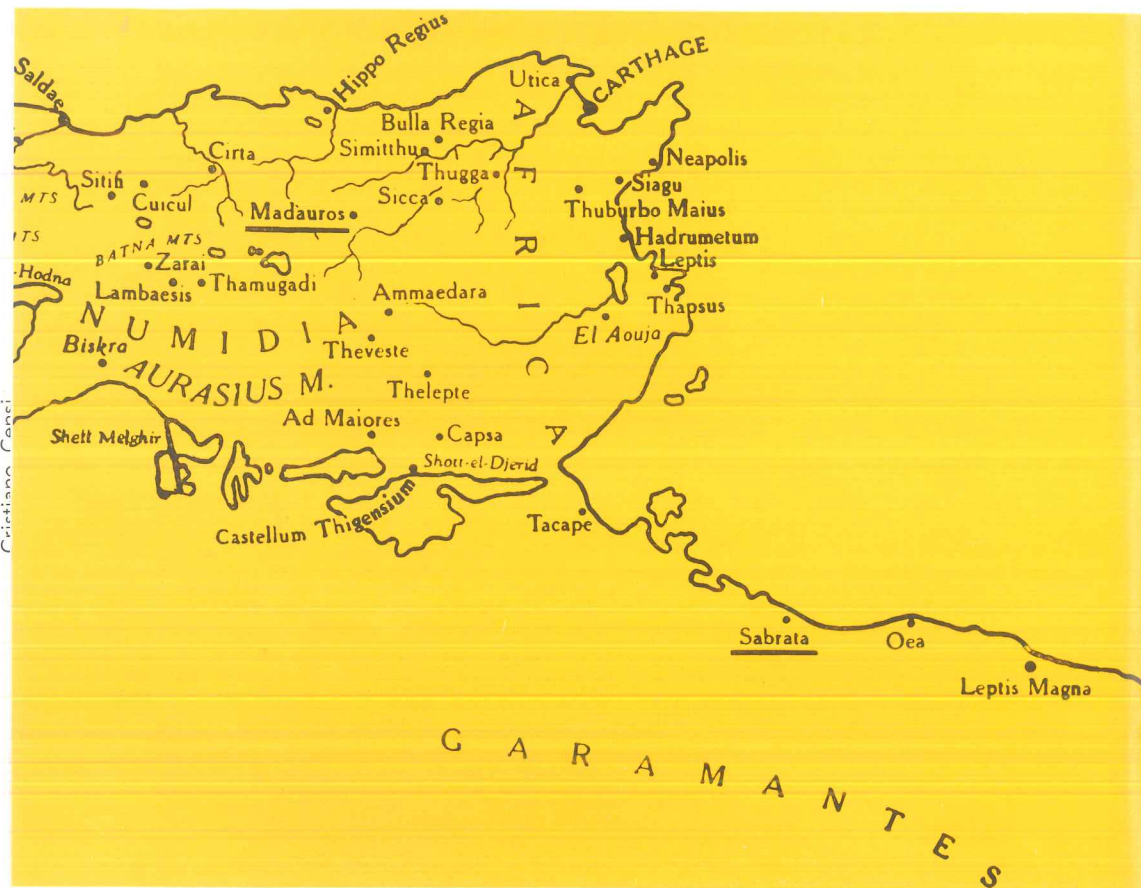 Saldae
Hippo Regius
Utica
CARTHAGE
Bulla Regia
Simitthu
Cirta
Thugga
Neapolis
Sitifi
Cuicul
MTS
Sicca
Siagu
Madauros
Thuburbo Maius
BATNA MTS
Hadrumetum
Zarai
Leptis
-Hodna
Lambaesis
Thamugadi
Ammaedara
Thapsus
AFRICA
NUMIDIA
El Aouja
Biskra
Theveste
AURASIUS M.
Thelepte
Ad Maiores
Shett Melghir
Capsa
Shott-el-Djerid
Castellum Thigensium
Tacape
Sabrata
Oea
Leptis Magna
GARAMANTES
Cristiano Censi